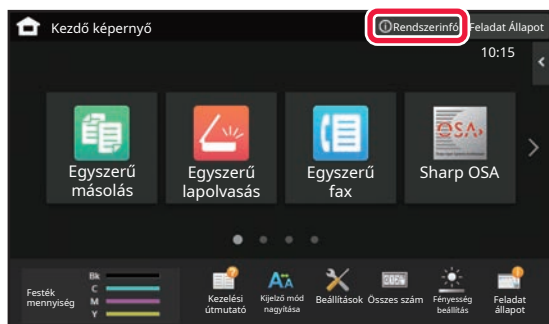 Kezdő képernyő
Rendszerinfó
Feladat Állapot
10:15
Egyszerű
másolás
Egyszerű
lapolvasás
Egyszerű
fax
OSA
Sharp OSA
Festék
mennyiség
Bk
C
M
Y
Kezelési
útmutató
Kijelző mód
nagyítása
Beállítások
Összes szám
Fényesség
beállítás
Feladat
állapot